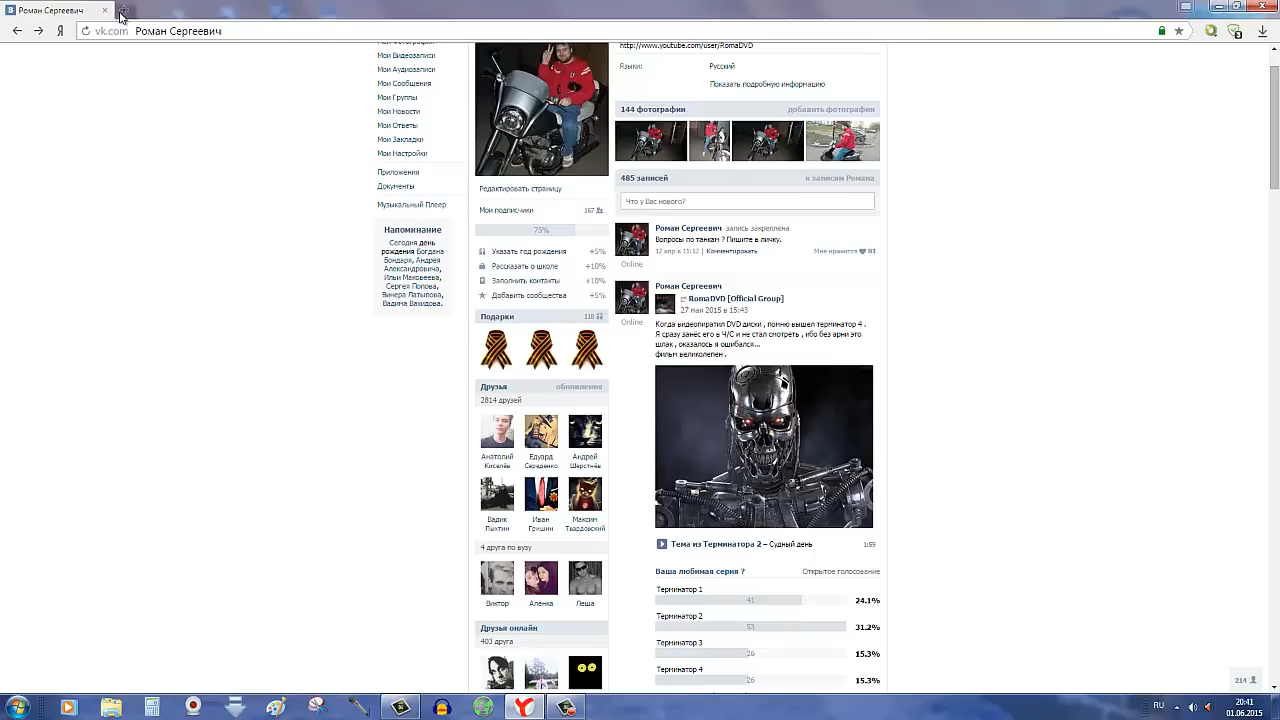 Роман Сергеевич
vk.com Роман Сергеевич
Мои Видеозаписи
Мои Аудиозаписи
Мои Сообщения
Мои Группы
Мои Новости
Мои Ответы
Мои Закладки
Мои Настройки
Приложения
Документы
Музыкальный Плеер
Напоминание
Сегодня день
рождения Богдана
Бондаря, Андрея
Александровича,
Ильи Маковеева,
Сергея Попова,
Винера Латыпова,
Вадима Вахидова.
Редактировать страницу
Мои подписчики 167
75%
Указать год рождения +5%
Рассказать о школе +10%
Заполнить контакты +10%
Добавить сообщества +5%
Подарки 118
Друзья обновления
2814 друзей
Анатолий Киселёв
Едуард Середенко
Андрей Шерстнёв
Вадик Пыхтин
Иван Гришин
Максим Твардовский
4 друга по вузу
Виктор Аленка Леша
Друзья онлайн
403 друга
http://www.youtube.com/user/RomaDVD
Языки: Русский
Показать подробную информацию
144 фотографии добавить фотографии
485 записей к записям Романа
Что у Вас нового?
Роман Сергеевич запись закреплена
Вопросы по танкам ? Пишите в личку.
12 апр в 11:12 | Комментировать Мне нравится 81
Online
Роман Сергеевич
RomaDVD [Official Group]
27 мая 2015 в 15:43
Online
Когда видеопиратил DVD диски , помню вышел терминатор 4 .
Я сразу занёс его в Ч/С и не стал смотреть , ибо без арни это
шлак , оказалось я ошибался...
фильм великолепен .
Тема из Терминатора 2 – Судный день 1:59
Ваша любимая серия ? Открытое голосование
Терминатор 1
41 24.1%
Терминатор 2
53 31.2%
Терминатор 3
26 15.3%
Терминатор 4
26 15.3%
214
RU
20:41
01.06.2015